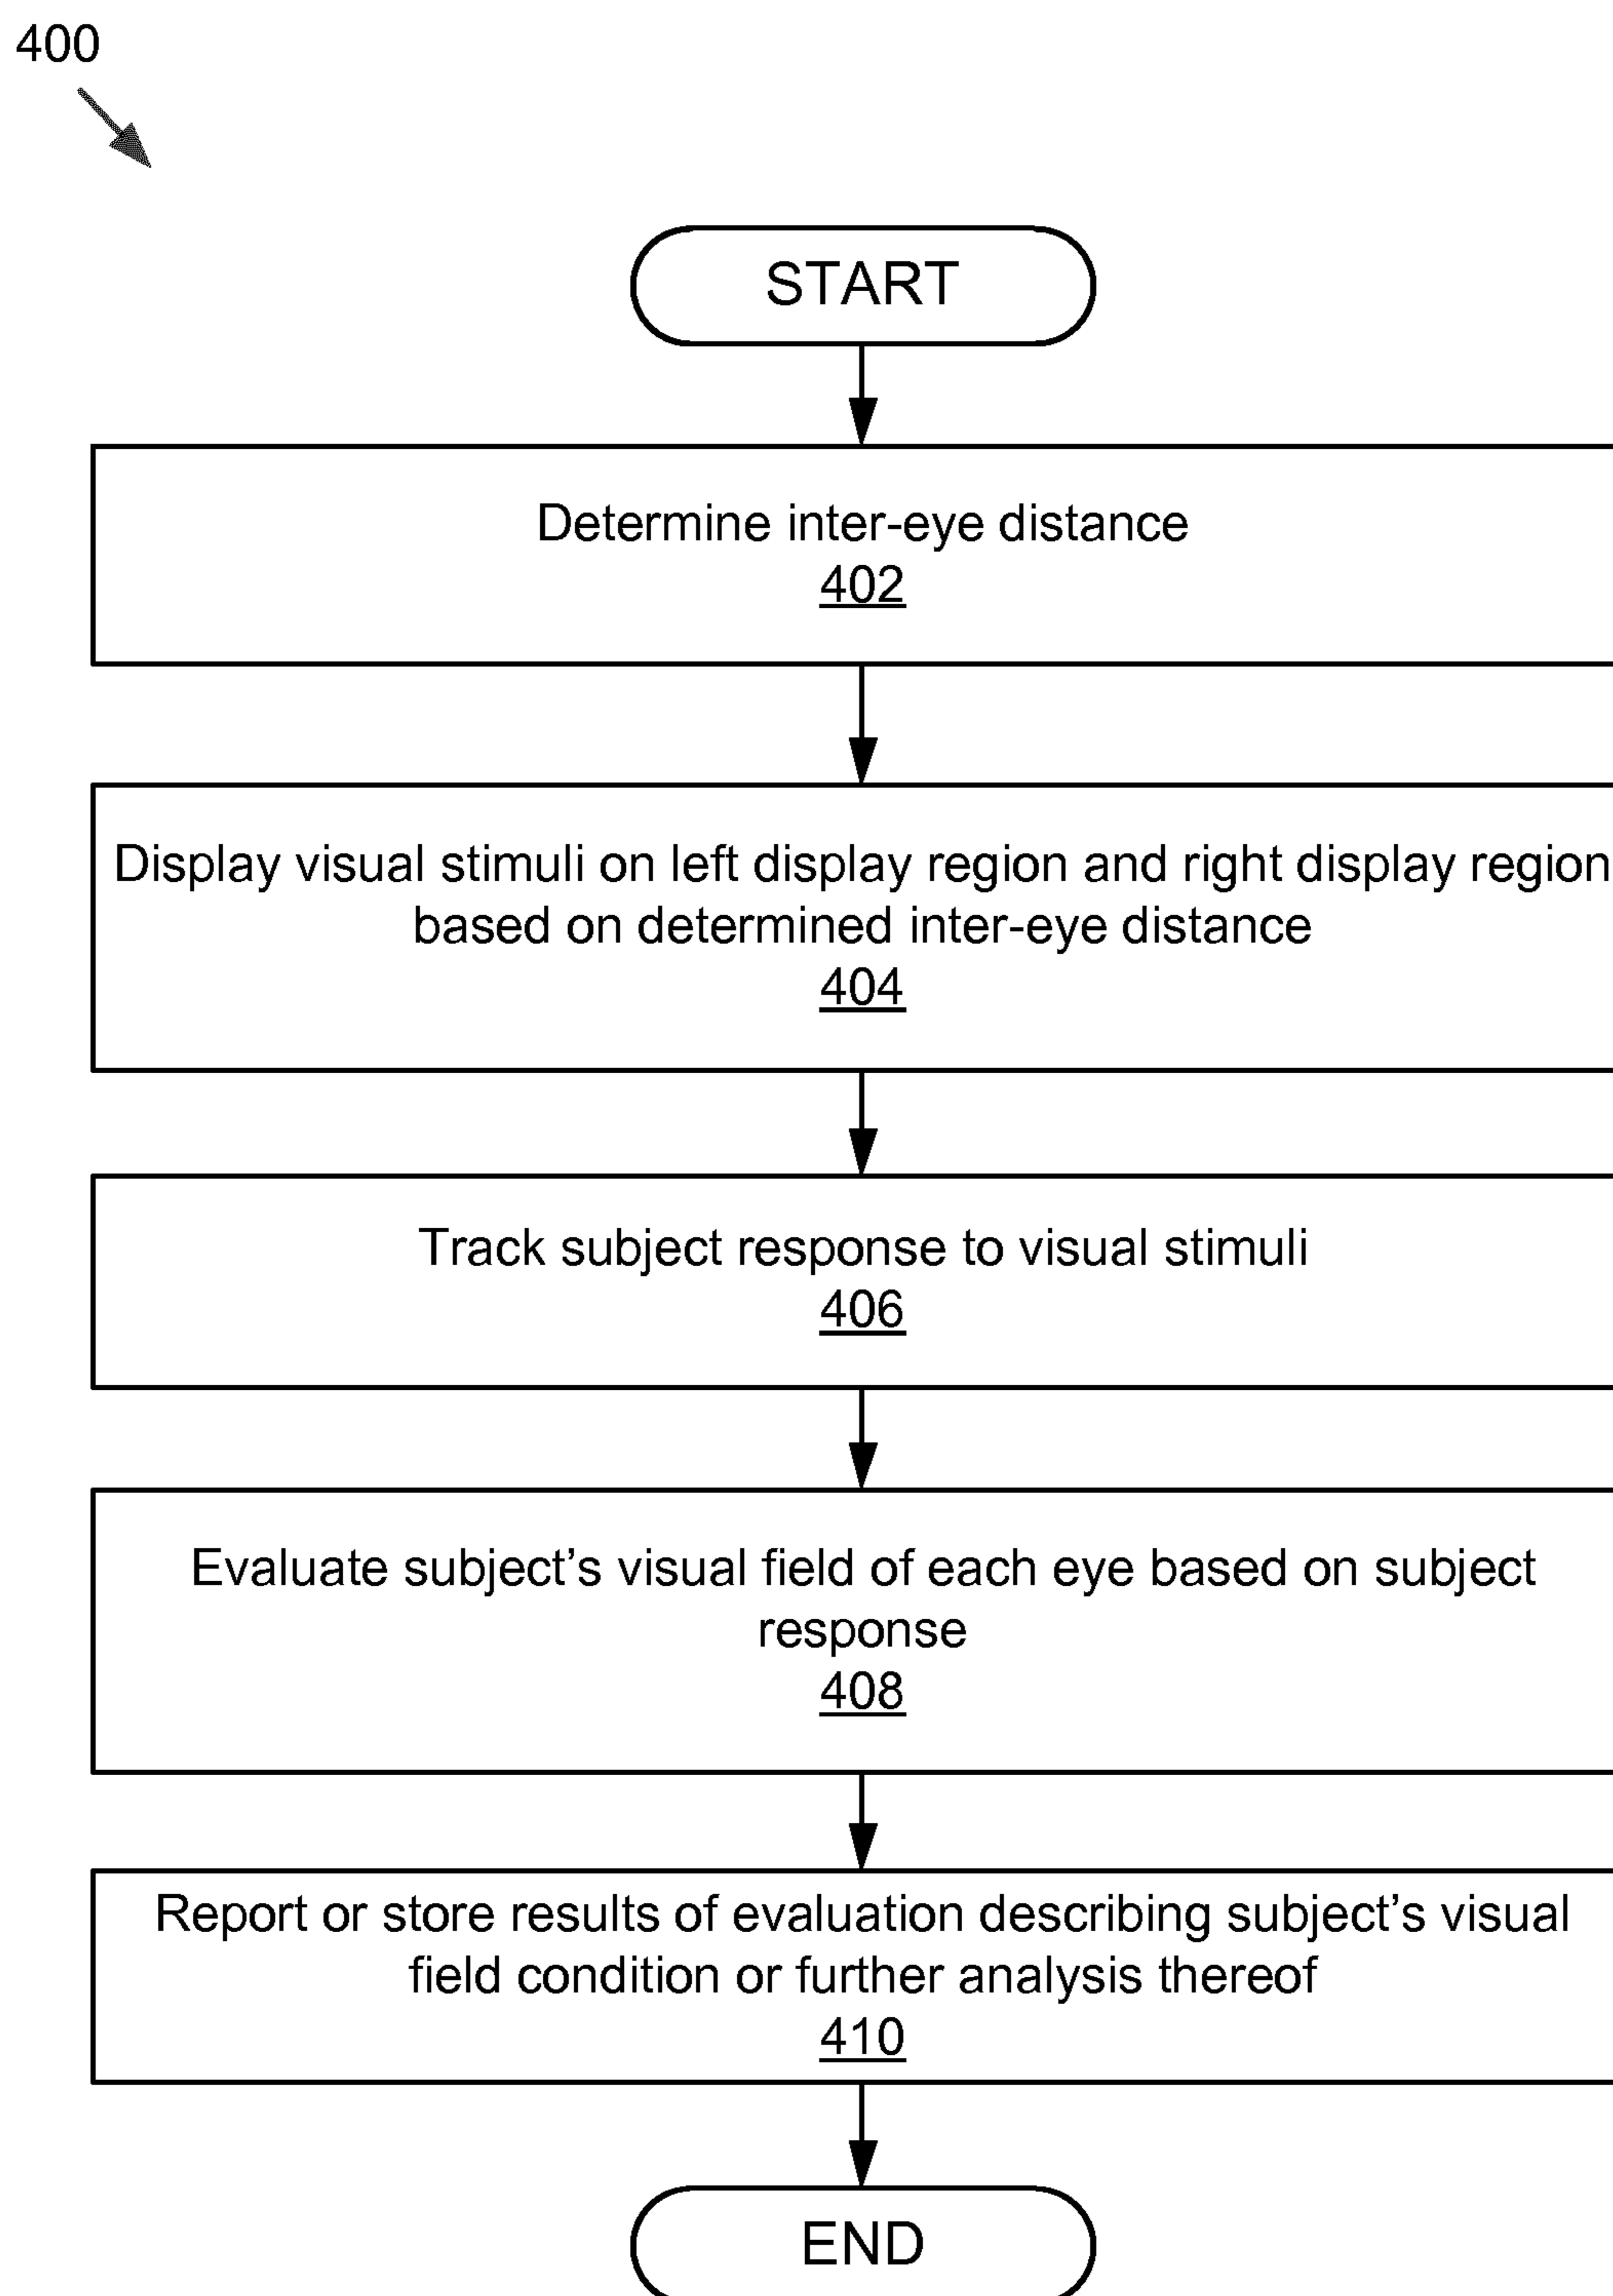 400
START
Determine inter-eye distance
402
Display visual stimuli on left display region and right display region
based on determined inter-eye distance
404
Track subject response to visual stimuli
406
Evaluate subject’s visual field of each eye based on subject
response
408
Report or store results of evaluation describing subject’s visual
field condition or further analysis thereof
410
END